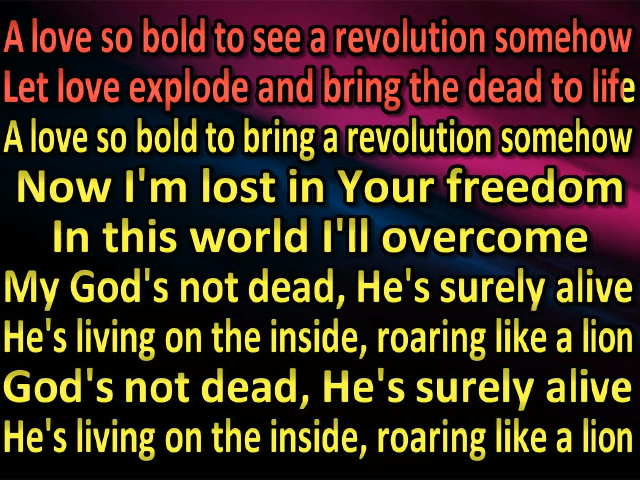 A love so bold to see a revolution somehow
Let love explode and bring the dead to life
A love so bold to bring a revolution somehow
Now I'm lost in Your freedom
In this world I'll overcome
My God's not dead, He's surely alive
He's living on the inside, roaring like a lion
God's not dead, He's surely alive
He's living on the inside, roaring like a lion